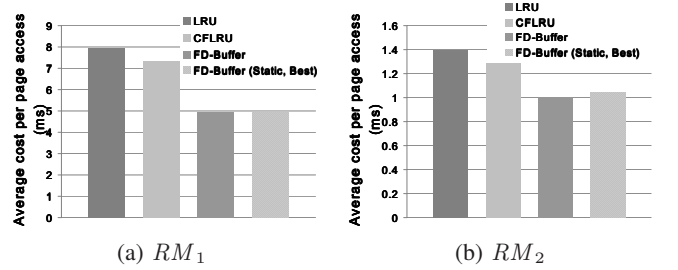 Average cost per page access
(ms)
9
8
7
6
5
4
3
2
1
0
LRU
CFLRU
FD-Buffer
FD-Buffer (Static, Best)
(a) RM1
Average cost per page access
(ms)
1.6
1.4
1.2
1
0.8
0.6
0.4
0.2
0
LRU
CFLRU
FD-Buffer
FD-Buffer (Static, Best)
(b) RM2